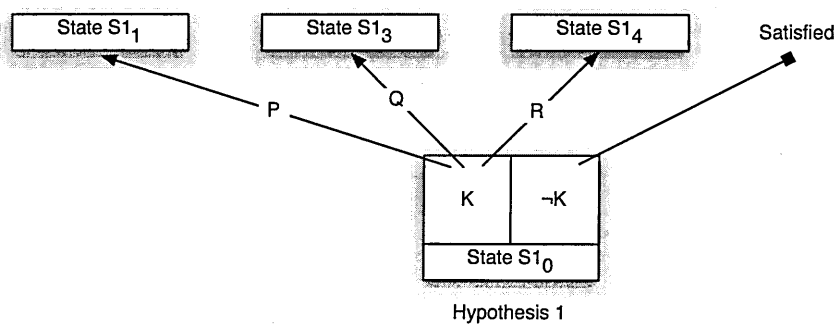 State S1₁
State S1₃
State S1₄
Satisfied
P
Q
R
K
¬K
State S1₀
Hypothesis 1